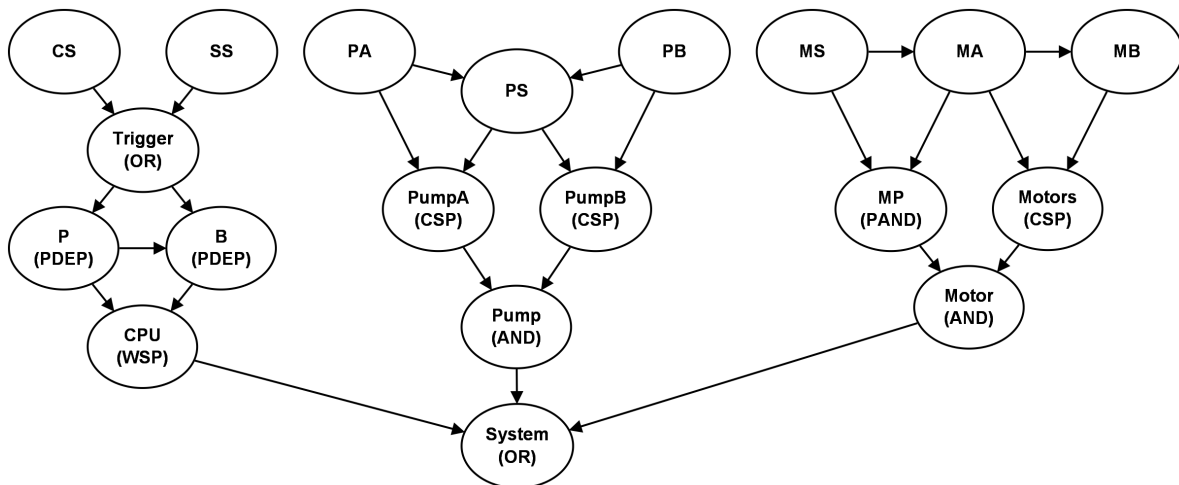 CS
SS
PA
PS
PB
MS
MA
MB
Trigger
(OR)
P
(PDEP)
B
(PDEP)
CPU
(WSP)
PumpA
(CSP)
PumpB
(CSP)
Pump
(AND)
MP
(PAND)
Motors
(CSP)
Motor
(AND)
System
(OR)